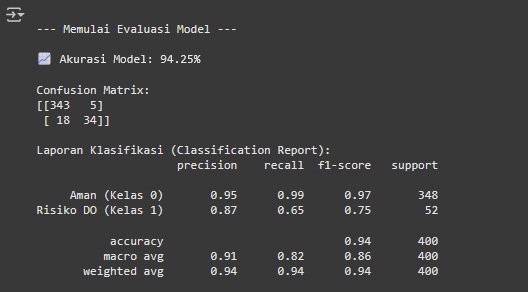 --- Memulai Evaluasi Model ---
📈 Akurasi Model: 94.25%
Confusion Matrix:
[[343   5]
 [ 18  34]]
Laporan Klasifikasi (Classification Report):
                     precision    recall  f1-score   support
     Aman (Kelas 0)       0.95      0.99      0.97       348
Risiko DO (Kelas 1)       0.87      0.65      0.75        52
           accuracy                           0.94       400
          macro avg       0.91      0.82      0.86       400
       weighted avg       0.94      0.94      0.94       400